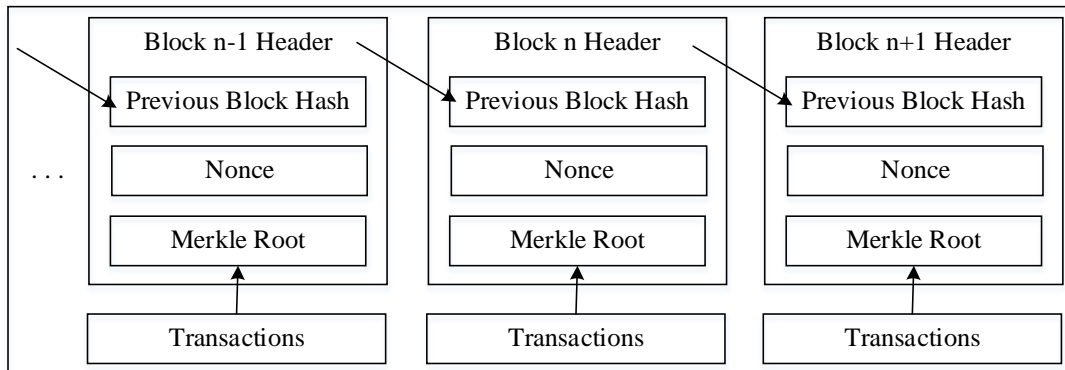 Block n-1 Header
Previous Block Hash
Nonce
Merkle Root
Transactions
Block n Header
Previous Block Hash
Nonce
Merkle Root
Transactions
Block n+1 Header
Previous Block Hash
Nonce
Merkle Root
Transactions
. . .